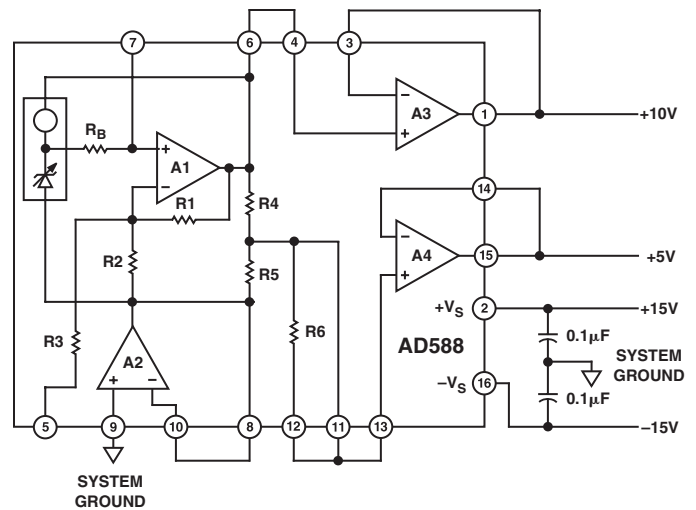 7
6
4
3
R_B
A1
+
−
R1
R4
A3
−
+
1
+10V
14
A4
−
+
15
+5V
R2
R5
R3
R6
A2
+
−
+V_S
2
+15V
0.1μF
AD588
SYSTEM
GROUND
−V_S
16
0.1μF
−15V
5
9
10
8
12
11
13
SYSTEM
GROUND